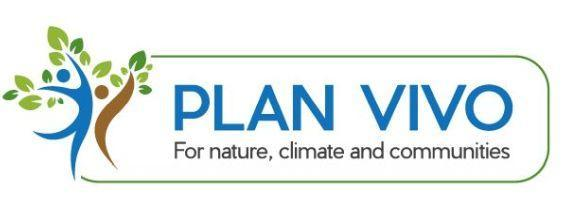 PLAN VIVO
For nature, climate and communities